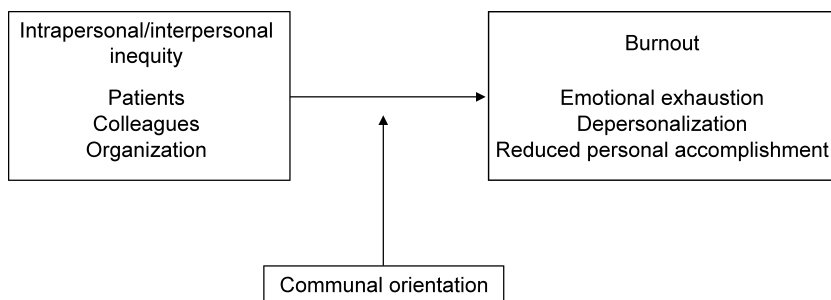 Intrapersonal/interpersonal
inequity
Patients
Colleagues
Organization
Burnout
Emotional exhaustion
Depersonalization
Reduced personal accomplishment
Communal orientation